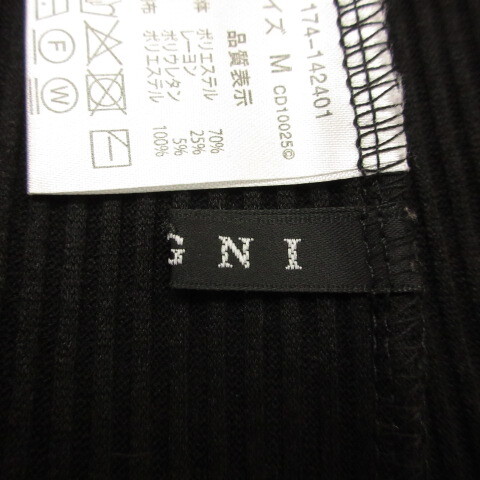 174-142401
サイズ M CD10025©
品質表示
ポリエステル 70%
レーヨン 25%
ポリウレタン 5%
ポリエステル 100%
F
W
GNI